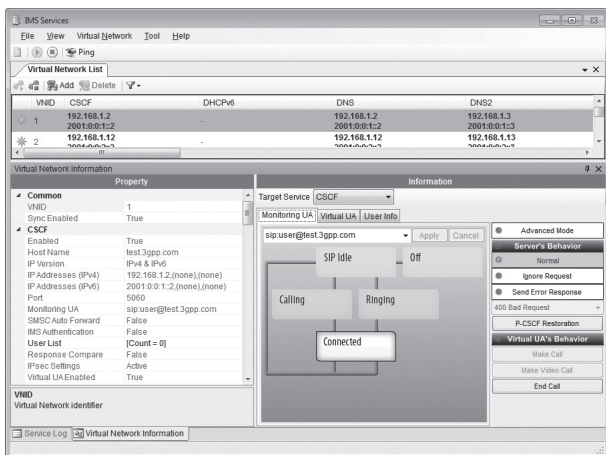 IMS Services
File View Virtual Network Tool Help
Ping
Virtual Network List
Add Delete
VNID CSCF DHCPv6 DNS DNS2
1 192.168.1.2 - 192.168.1.2 192.168.1.3
2001:0:0:1::2 2001:0:0:1::2 2001:0:0:1::3
2 192.168.1.12 - 192.168.1.12 192.168.1.13
Virtual Network Information
Property
Common
VNID 1
Sync Enabled True
CSCF
Enabled True
Host Name test.3gpp.com
IP Version IPv4 & IPv6
IP Addresses (IPv4) 192.168.1.2,(none),(none)
IP Addresses (IPv6) 2001:0:0:1::2,(none),(none)
Port 5060
Monitoring UA sip:user@test.3gpp.com
SMSC Auto Forward False
IMS Authentication False
User List [Count = 0]
Response Compare False
IPsec Settings Active
Virtual UA Enabled True
VNID
Virtual Network identifier
Information
Target Service CSCF
Monitoring UA Virtual UA User Info
sip:user@test.3gpp.com Apply Cancel
SIP Idle Off
Calling Ringing
Connected
Advanced Mode
Server's Behavior
Normal
Ignore Request
Send Error Response
400 Bad Request
P-CSCF Restoration
Virtual UA's Behavior
Make Call
Make Video Call
End Call
Service Log Virtual Network Information